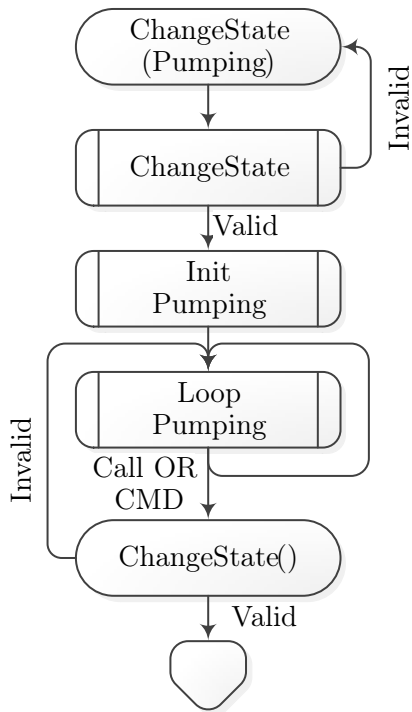 ChangeState
(Pumping)
Invalid
ChangeState
Valid
Init
Pumping
Loop
Pumping
Invalid
Call OR
CMD
ChangeState()
Valid